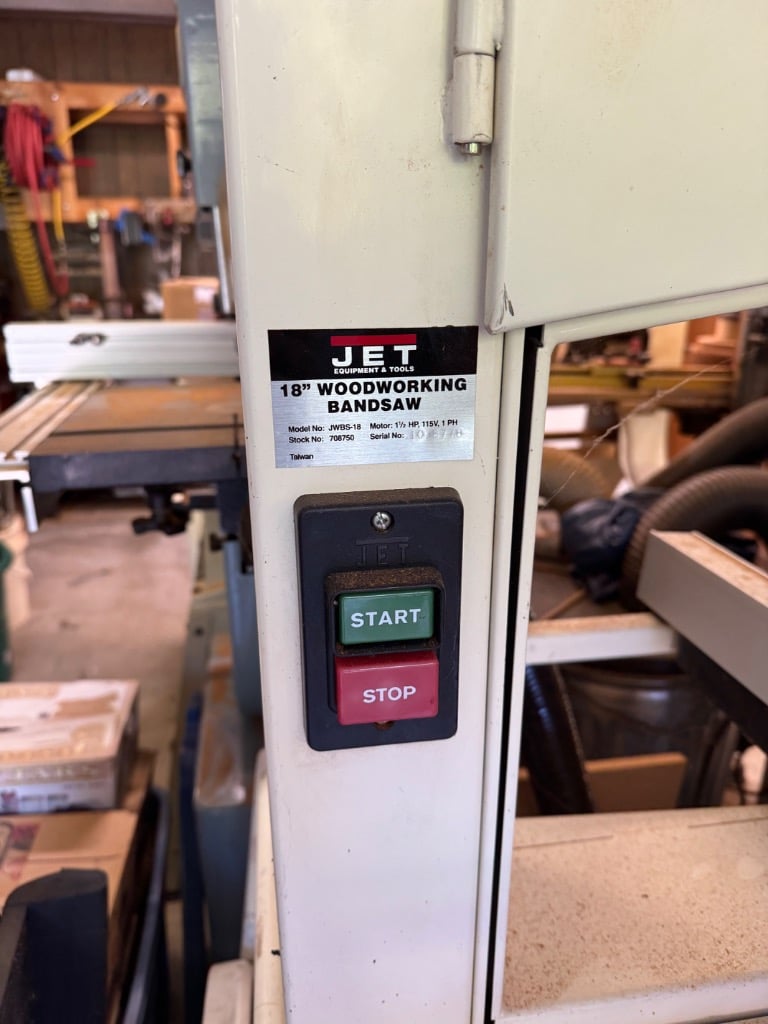 JET
EQUIPMENT & TOOLS
18" WOODWORKING
BANDSAW
Model No: JWBS-18 Motor: 1½ HP, 115V, 1 PH
Stock No: 708750 Serial No:
Taiwan
JET
START
STOP